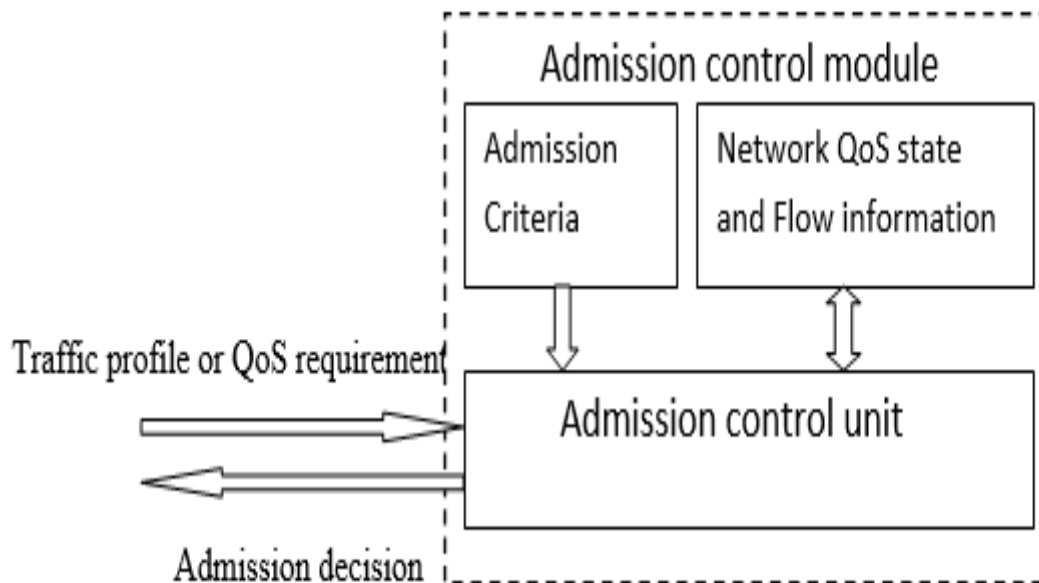 Admission control module
Admission
Criteria
Network QoS state
and Flow information
Traffic profile or QoS requirement
Admission control unit
Admission decision